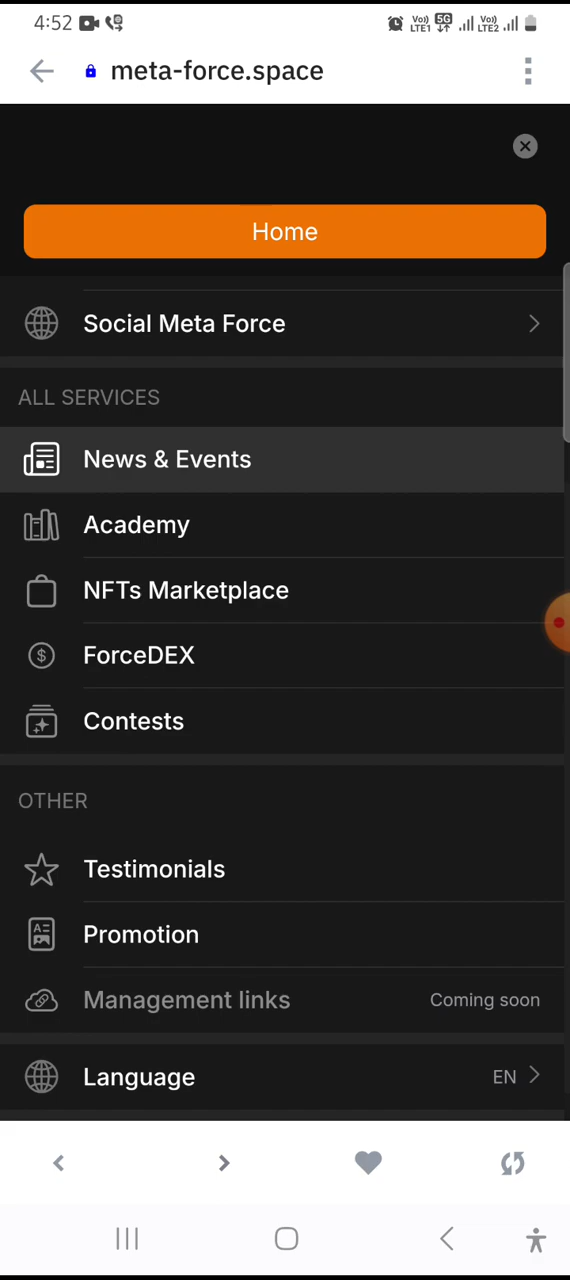 4:52
Vo) LTE1 5G Vo) LTE2
meta-force.space
Home
Social Meta Force
ALL SERVICES
News & Events
Academy
NFTs Marketplace
$ ForceDEX
Contests
OTHER
Testimonials
Promotion
Management links Coming soon
Language EN